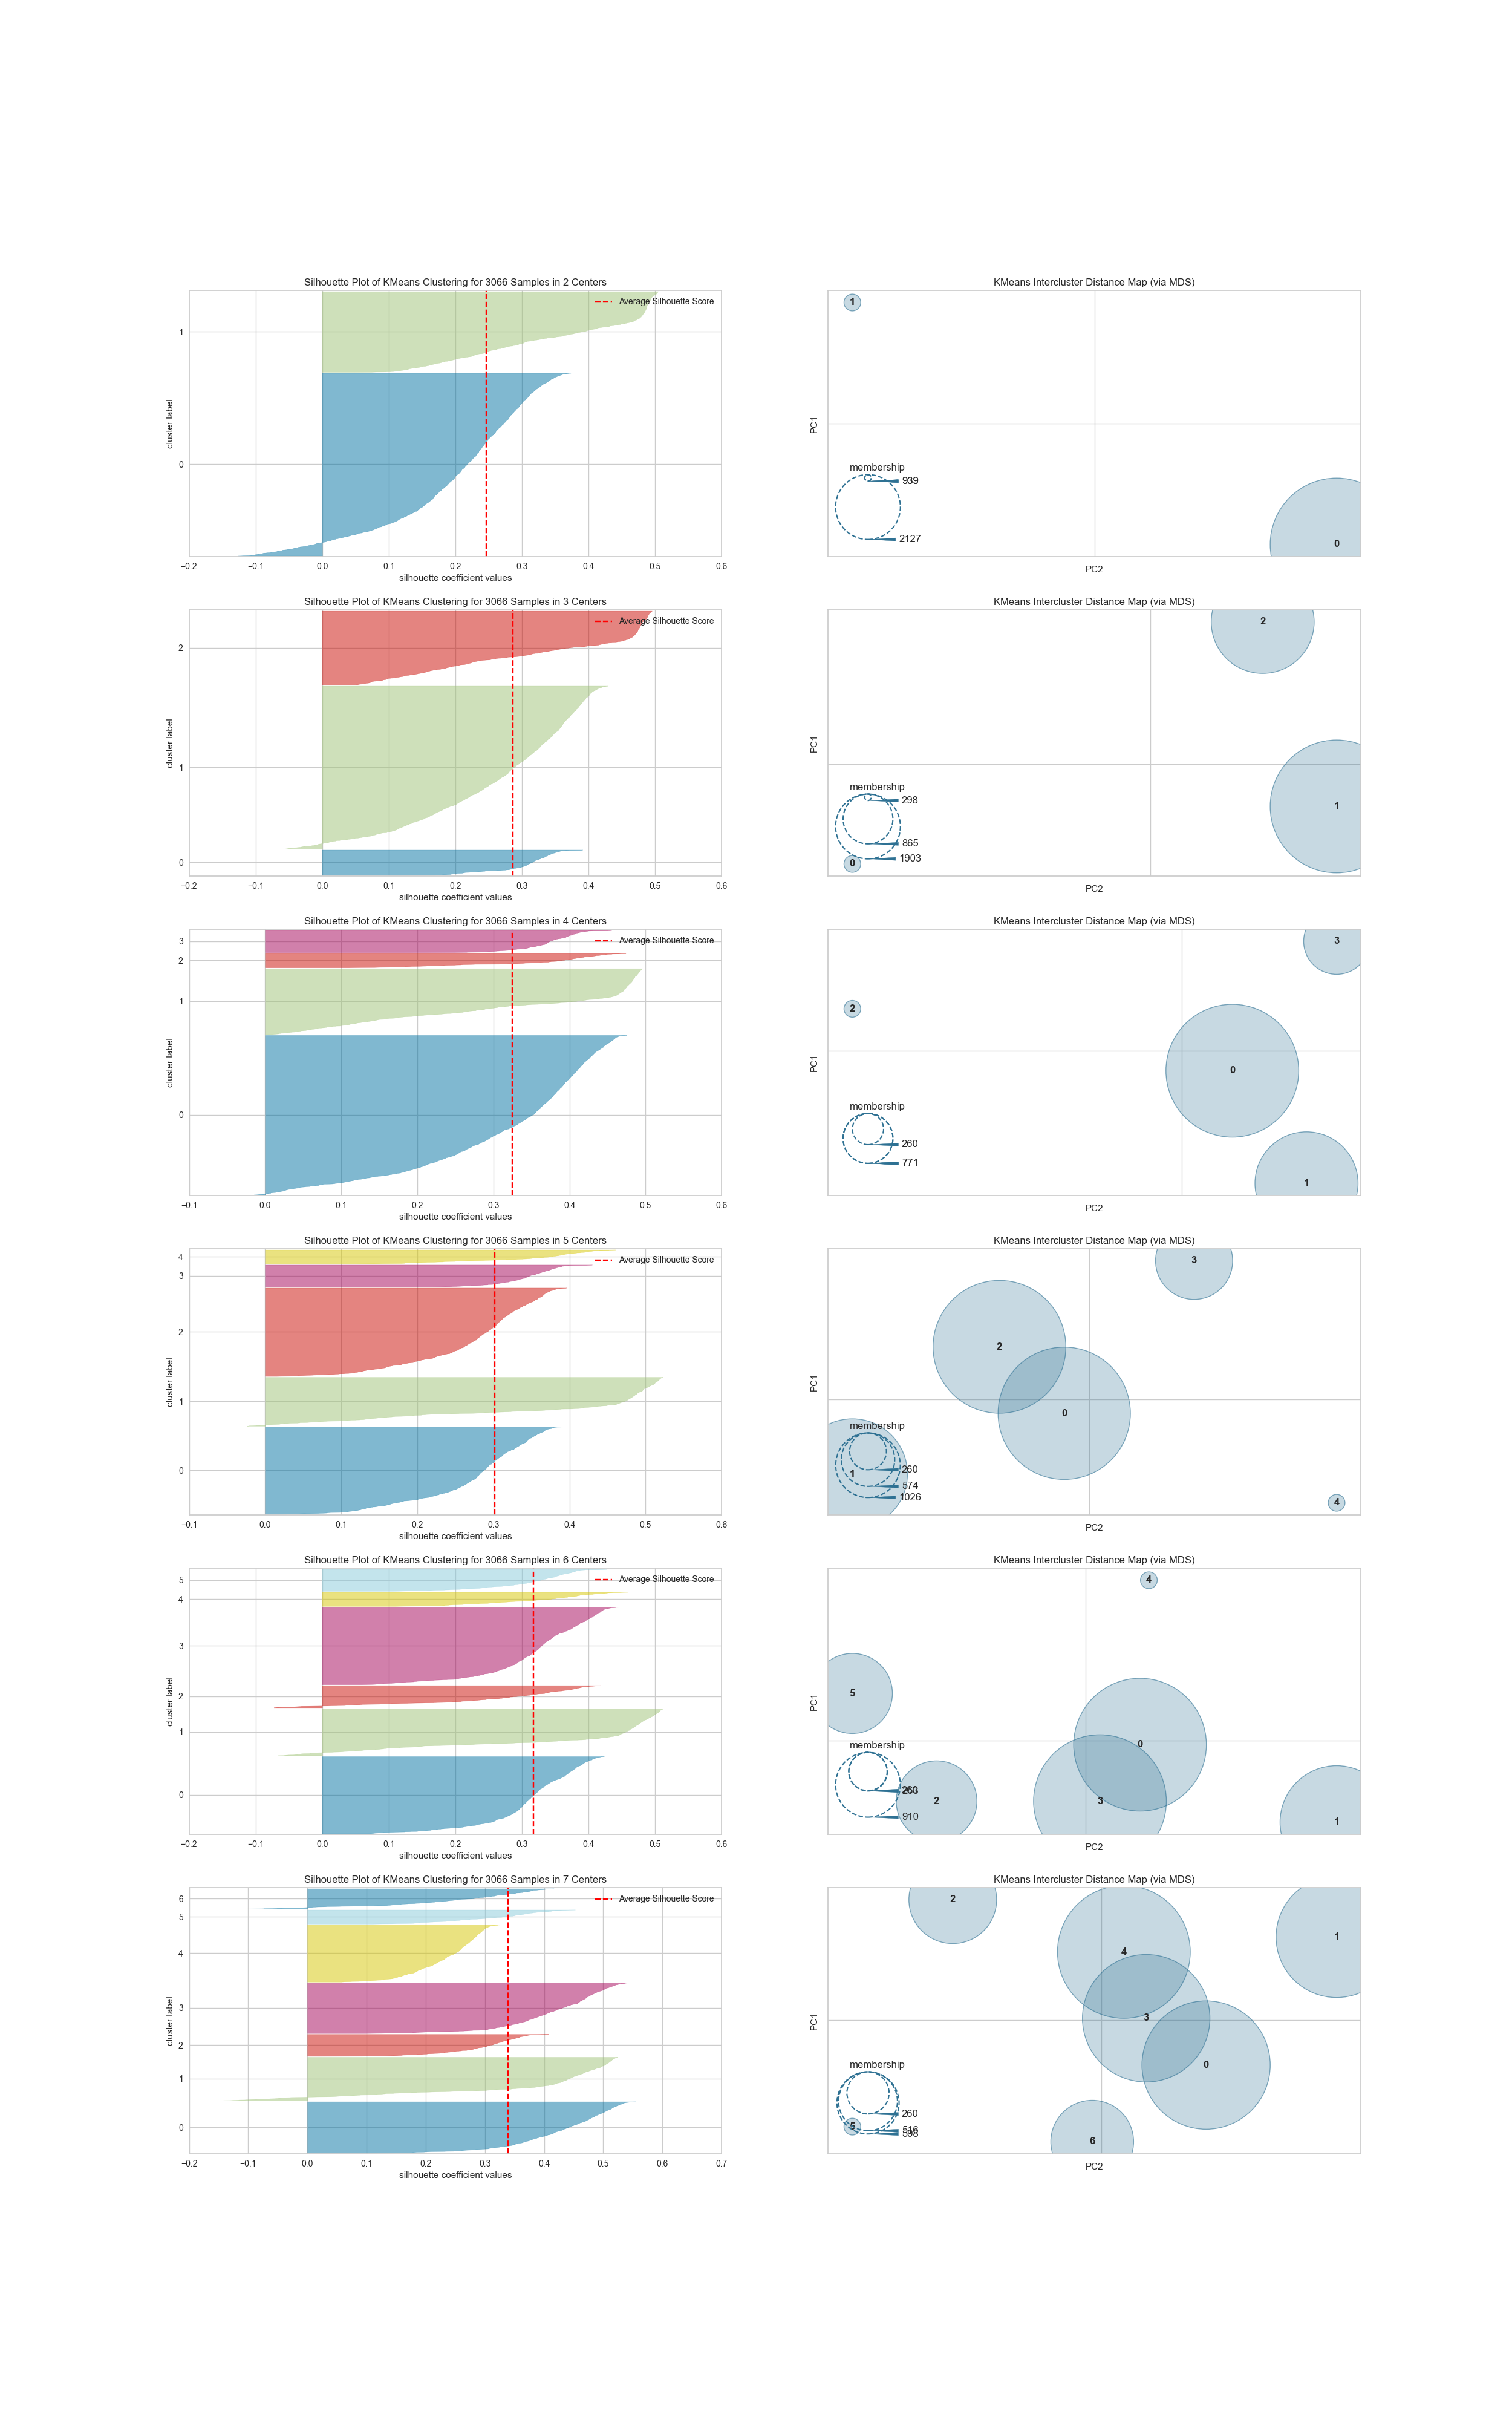 Silhouette Plot of KMeans Clustering for 3066 Samples in 2 Centers
Average Silhouette Score
cluster label
1
0
−0.2 −0.1 0.0 0.1 0.2 0.3 0.4 0.5 0.6
silhouette coefficient values
KMeans Intercluster Distance Map (via MDS)
1
PC1
membership
939
2127
0
PC2
Silhouette Plot of KMeans Clustering for 3066 Samples in 3 Centers
Average Silhouette Score
cluster label
2
1
0
−0.2 −0.1 0.0 0.1 0.2 0.3 0.4 0.5 0.6
silhouette coefficient values
KMeans Intercluster Distance Map (via MDS)
2
PC1
membership
298
1
865
1903
0
PC2
Silhouette Plot of KMeans Clustering for 3066 Samples in 4 Centers
Average Silhouette Score
cluster label
3
2
1
0
−0.1 0.0 0.1 0.2 0.3 0.4 0.5 0.6
silhouette coefficient values
KMeans Intercluster Distance Map (via MDS)
3
2
PC1
0
membership
260
771
1
PC2
Silhouette Plot of KMeans Clustering for 3066 Samples in 5 Centers
Average Silhouette Score
cluster label
4
3
2
1
0
−0.1 0.0 0.1 0.2 0.3 0.4 0.5 0.6
silhouette coefficient values
KMeans Intercluster Distance Map (via MDS)
3
2
PC1
0
membership
260
1
574
1026
4
PC2
Silhouette Plot of KMeans Clustering for 3066 Samples in 6 Centers
Average Silhouette Score
cluster label
5
4
3
2
1
0
−0.2 −0.1 0.0 0.1 0.2 0.3 0.4 0.5 0.6
silhouette coefficient values
KMeans Intercluster Distance Map (via MDS)
4
5
PC1
0
membership
2
3
910
1
PC2
Silhouette Plot of KMeans Clustering for 3066 Samples in 7 Centers
Average Silhouette Score
cluster label
6
5
4
3
2
1
0
−0.2 −0.1 0.0 0.1 0.2 0.3 0.4 0.5 0.6 0.7
silhouette coefficient values
KMeans Intercluster Distance Map (via MDS)
2
1
4
PC1
3
0
membership
260
5
6
PC2